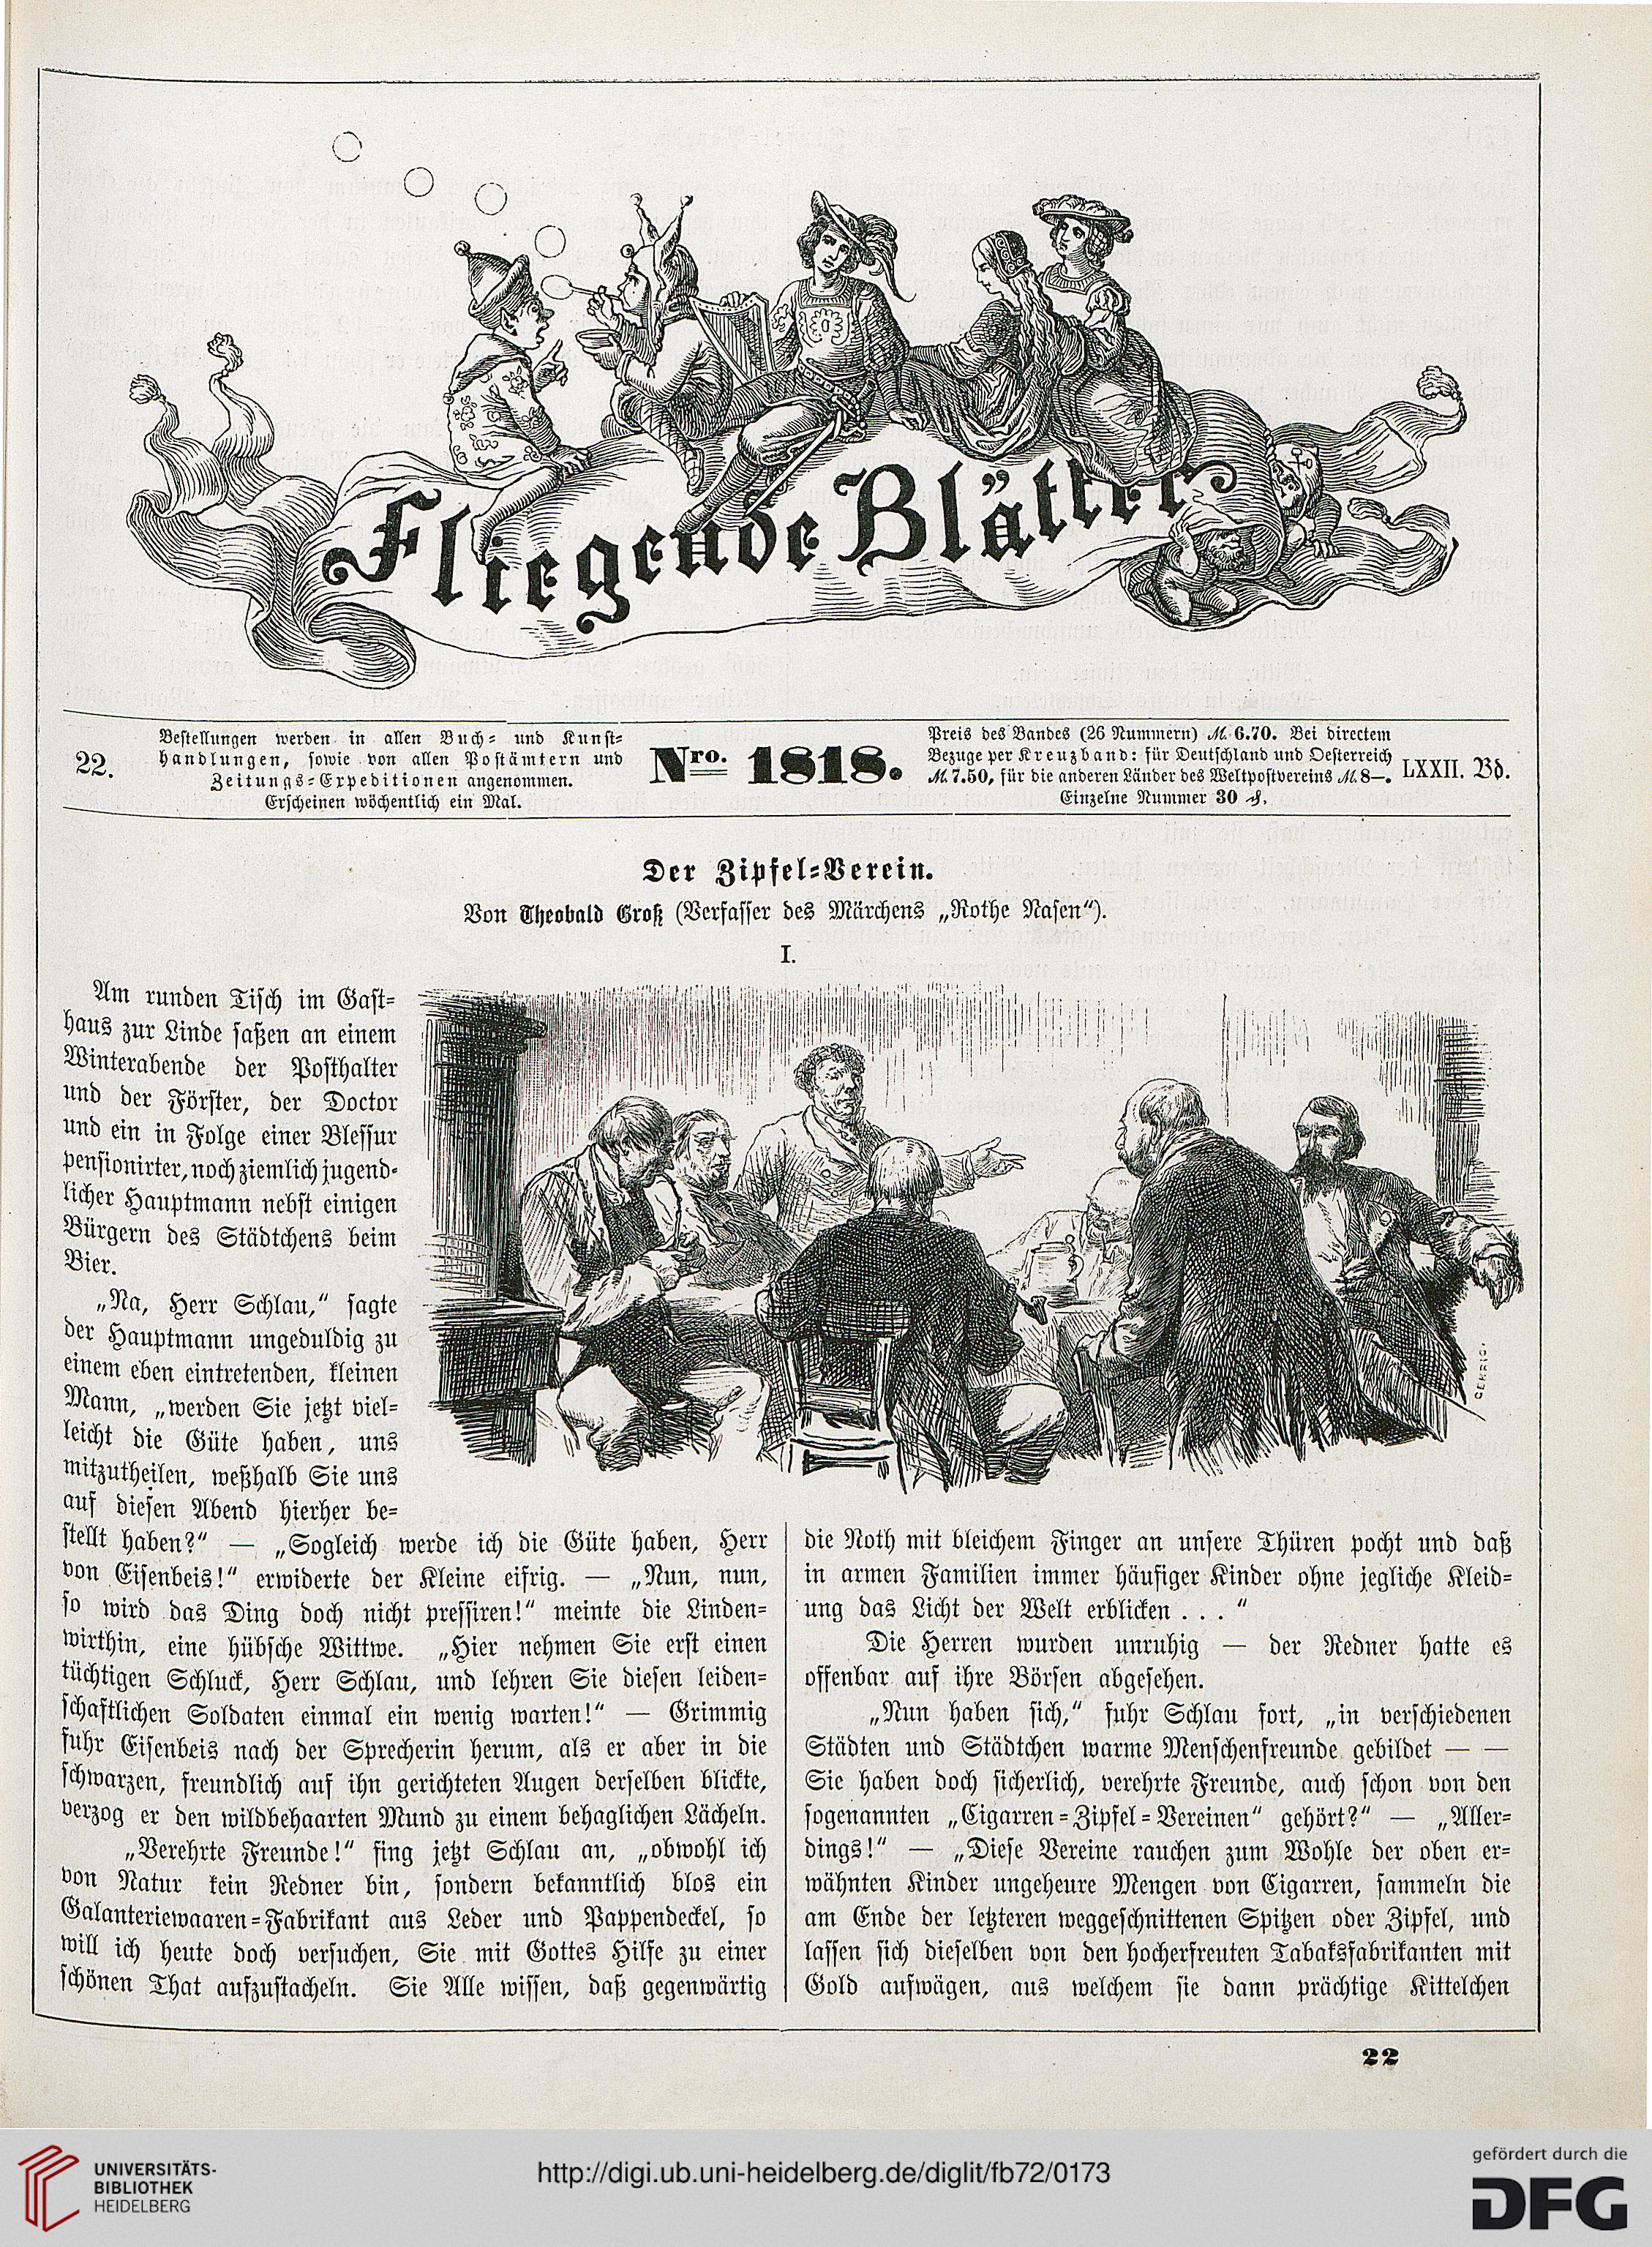 Fliegende Blätter
22.
Bestellungen werden in allen Buch- und Kunst-
handlungen, sowie von allen Postämtern und
Zeitungs-Expeditionen angenommen.
Erscheinen wöchentlich ein Mal.
Nro. 1818.
Preis des Bandes (26 Nummern) ℳ 6.70. Bei directem
Bezuge per Kreuzband: für Deutschland und Oesterreich
ℳ 7.50, für die anderen Länder des Weltpostvereins ℳ 8—.
Einzelne Nummer 30 ₰.
LXXII. Bd.
Der Zipfel-Verein.
Von Theobald Groß (Verfasser des Märchens „Rothe Nasen“).
I.
Am runden Tisch im Gast-
haus zur Linde saßen an einem
Winterabende der Posthalter
und der Förster, der Doctor
und ein in Folge einer Blessur
pensionirter, noch ziemlich jugend-
licher Hauptmann nebst einigen
Bürgern des Städtchens beim
Bier.
„Na, Herr Schlau,“ sagte
der Hauptmann ungeduldig zu
einem eben eintretenden, kleinen
Mann, „werden Sie jetzt viel-
leicht die Güte haben, uns
mitzutheilen, weßhalb Sie uns
auf diesen Abend hierher be-
stellt haben?“ — „Sogleich werde ich die Güte haben, Herr
von Eisenbeis!“ erwiderte der Kleine eifrig. — „Nun, nun,
so wird das Ding doch nicht pressiren!“ meinte die Linden-
wirthin, eine hübsche Wittwe. „Hier nehmen Sie erst einen
tüchtigen Schluck, Herr Schlau, und lehren Sie diesen leiden-
schaftlichen Soldaten einmal ein wenig warten!“ — Grimmig
fuhr Eisenbeis nach der Sprecherin herum, als er aber in die
schwarzen, freundlich auf ihn gerichteten Augen derselben blickte,
verzog er den wildbehaarten Mund zu einem behaglichen Lächeln.
„Verehrte Freunde!“ fing jetzt Schlau an, „obwohl ich
von Natur kein Redner bin, sondern bekanntlich blos ein
Galanteriewaaren-Fabrikant aus Leder und Pappendeckel, so
will ich heute doch versuchen, Sie mit Gottes Hilfe zu einer
schönen That aufzustacheln. Sie Alle wissen, daß gegenwärtig
GEHRIG.
die Noth mit bleichem Finger an unsere Thüren pocht und daß
in armen Familien immer häufiger Kinder ohne jegliche Kleid-
ung das Licht der Welt erblicken . . . “
Die Herren wurden unruhig — der Redner hatte es
offenbar auf ihre Börsen abgesehen.
„Nun haben sich,“ fuhr Schlau fort, „in verschiedenen
Städten und Städtchen warme Menschenfreunde gebildet — —
Sie haben doch sicherlich, verehrte Freunde, auch schon von den
sogenannten „Cigarren-Zipfel-Vereinen“ gehört?“ — „Aller-
dings!“ — „Diese Vereine rauchen zum Wohle der oben er-
wähnten Kinder ungeheure Mengen von Cigarren, sammeln die
am Ende der letzteren weggeschnittenen Spitzen oder Zipfel, und
lassen sich dieselben von den hocherfreuten Tabaksfabrikanten mit
Gold aufwägen, aus welchem sie dann prächtige Kittelchen
22
UNIVERSITÄTS-
BIBLIOTHEK
HEIDELBERG
http://digi.ub.uni-heidelberg.de/diglit/fb72/0173
gefördert durch die
DFG